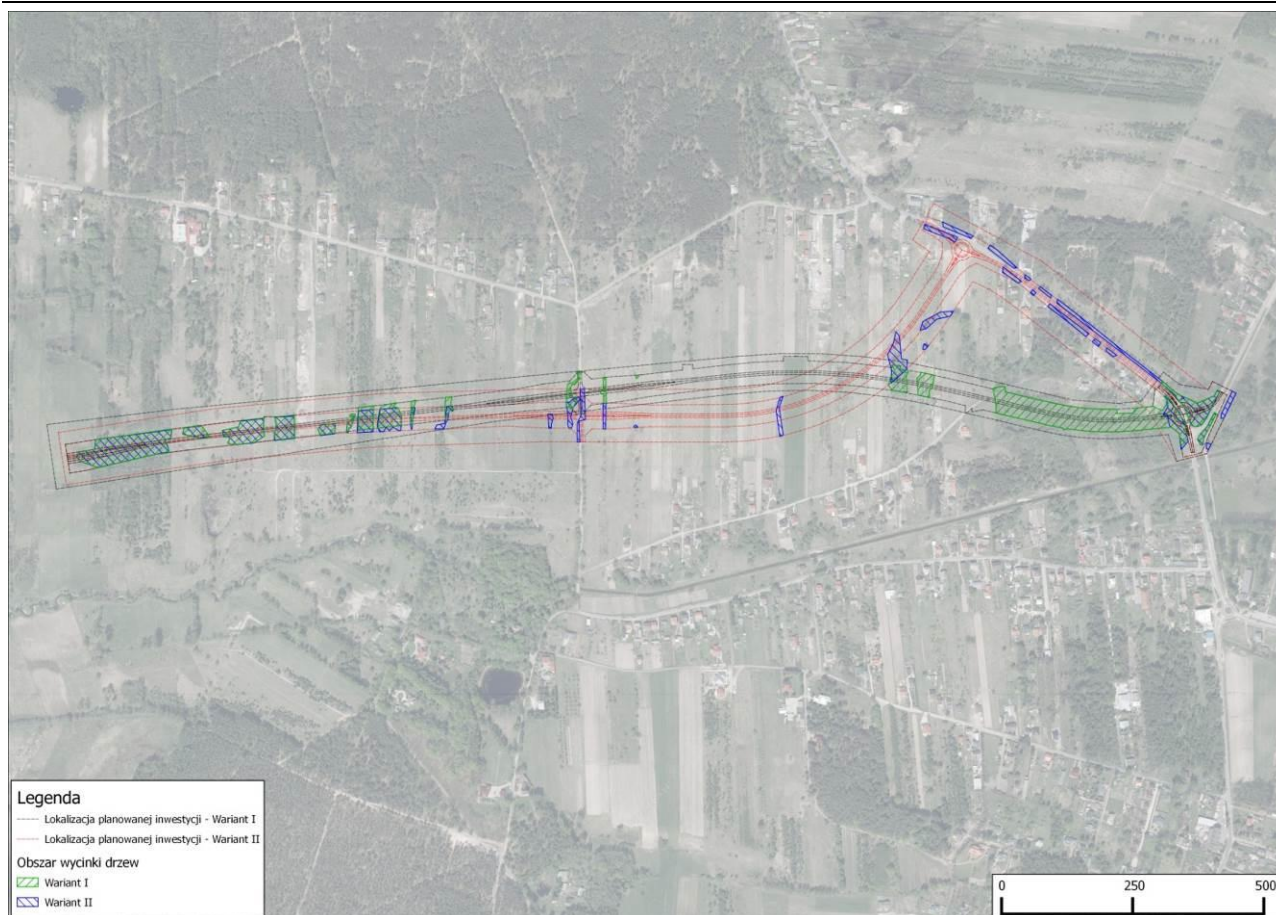 Legenda
Lokalizacja planowanej inwestycji - Wariant I
Lokalizacja planowanej inwestycji - Wariant II
Obszar wycinki drzew
Wariant I
Wariant II
0 250 500